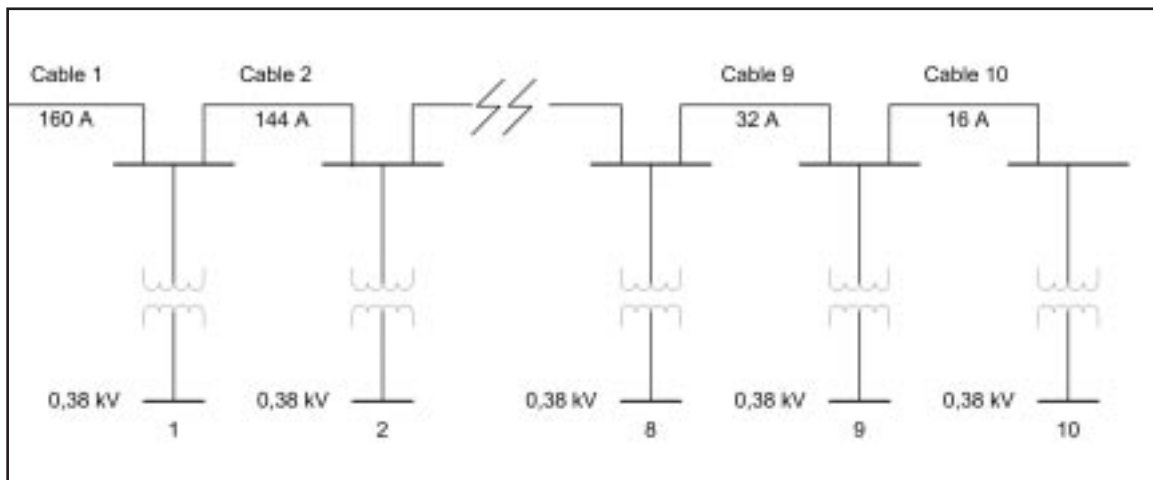 Cable 1
Cable 2
Cable 9
Cable 10
160 A
144 A
32 A
16 A
0,38 kV
0,38 kV
0,38 kV
0,38 kV
0,38 kV
1
2
8
9
10